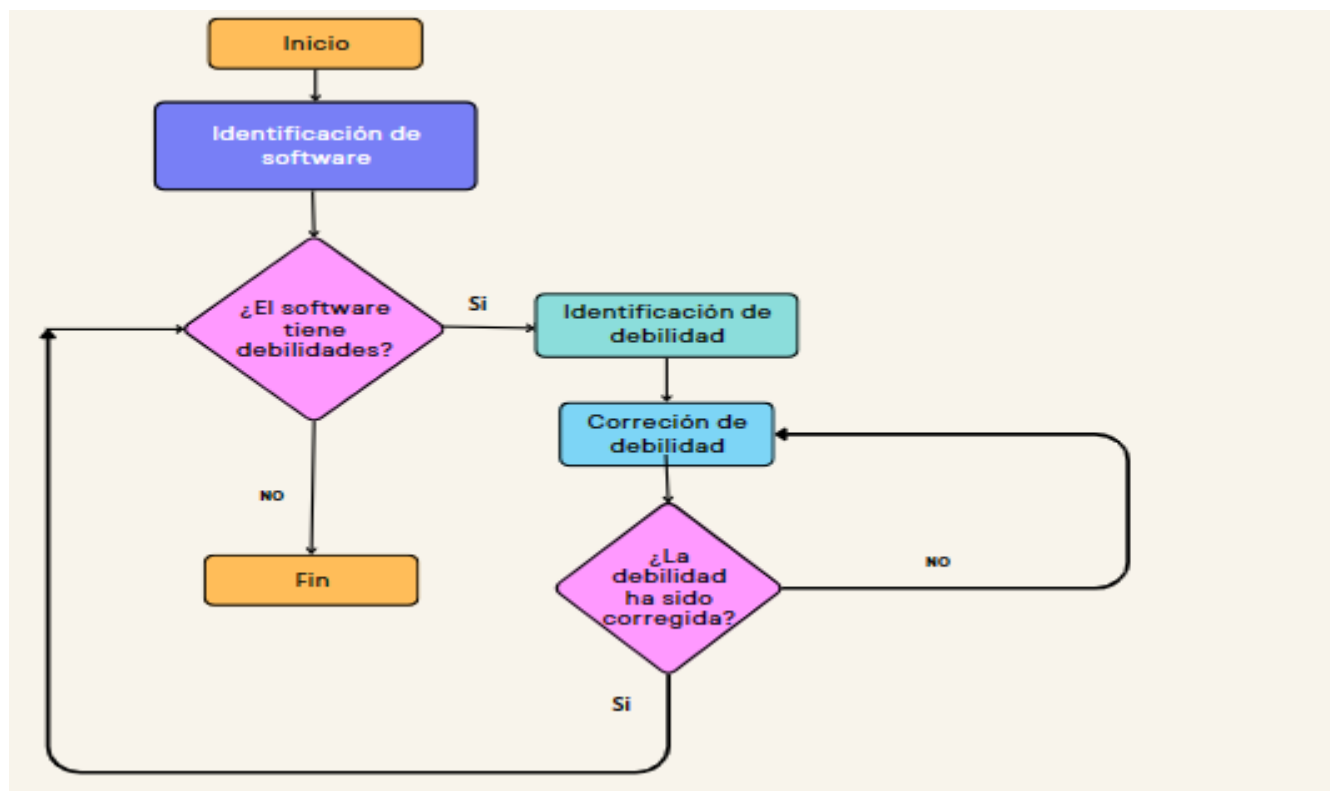 Inicio
Identificación de
software
¿El software
tiene
debilidades?
Si
Identificación de
debilidad
Correción de
debilidad
NO
Fin
¿La
debilidad
ha sido
corregida?
NO
Si